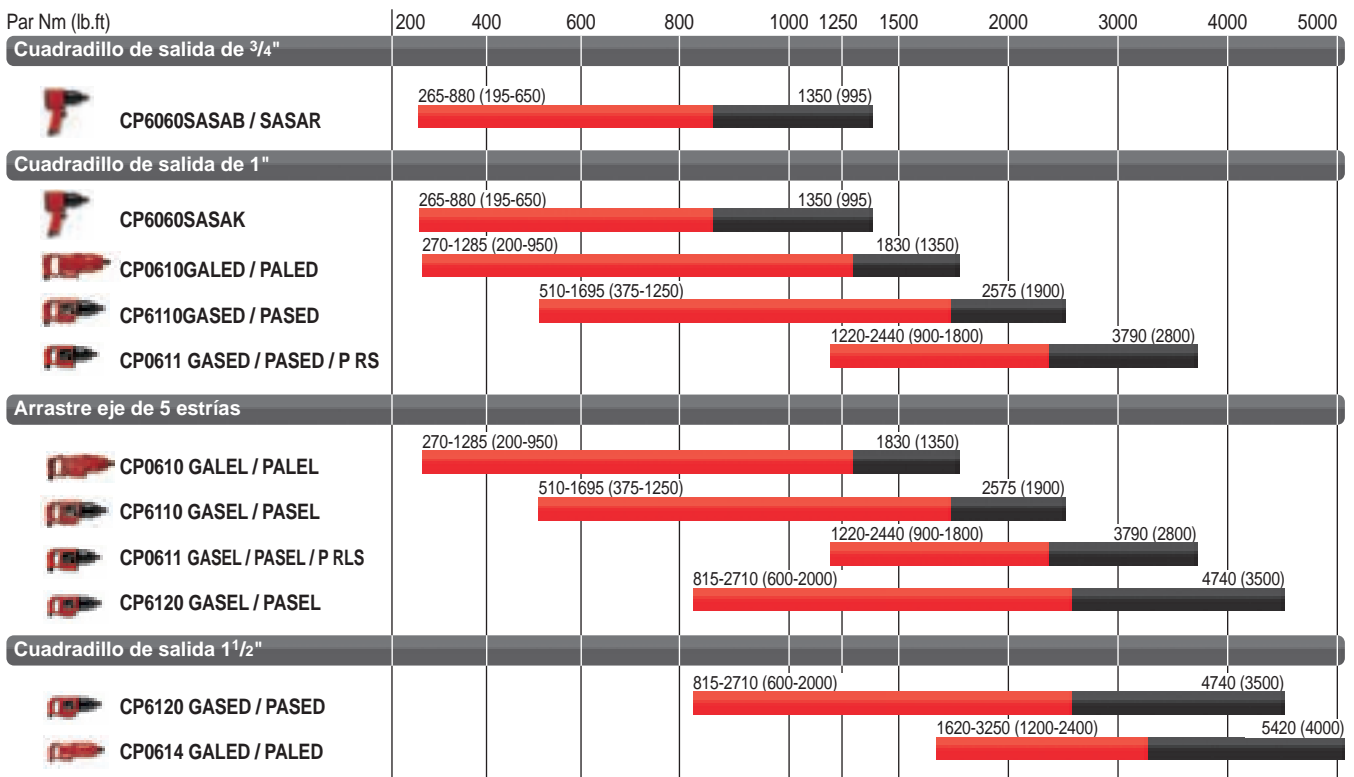 Par Nm (lb.ft) 200 400 600 800 1000 1250 1500 2000 3000 4000 5000
Cuadradillo de salida de 3/4"
265-880 (195-650) 1350 (995)
CP6060SASAB / SASAR
Cuadradillo de salida de 1"
265-880 (195-650) 1350 (995)
CP6060SASAK
270-1285 (200-950) 1830 (1350)
CP0610GALED / PALED
510-1695 (375-1250) 2575 (1900)
CP6110GASED / PASED
1220-2440 (900-1800) 3790 (2800)
CP0611 GASED / PASED / P RS
Arrastre eje de 5 estrías
270-1285 (200-950) 1830 (1350)
CP0610 GALEL / PALEL
510-1695 (375-1250) 2575 (1900)
CP6110 GASEL / PASEL
1220-2440 (900-1800) 3790 (2800)
CP0611 GASEL / PASEL / P RLS
815-2710 (600-2000) 4740 (3500)
CP6120 GASEL / PASEL
Cuadradillo de salida 1 1/2"
815-2710 (600-2000) 4740 (3500)
CP6120 GASED / PASED
1620-3250 (1200-2400) 5420 (4000)
CP0614 GALED / PALED